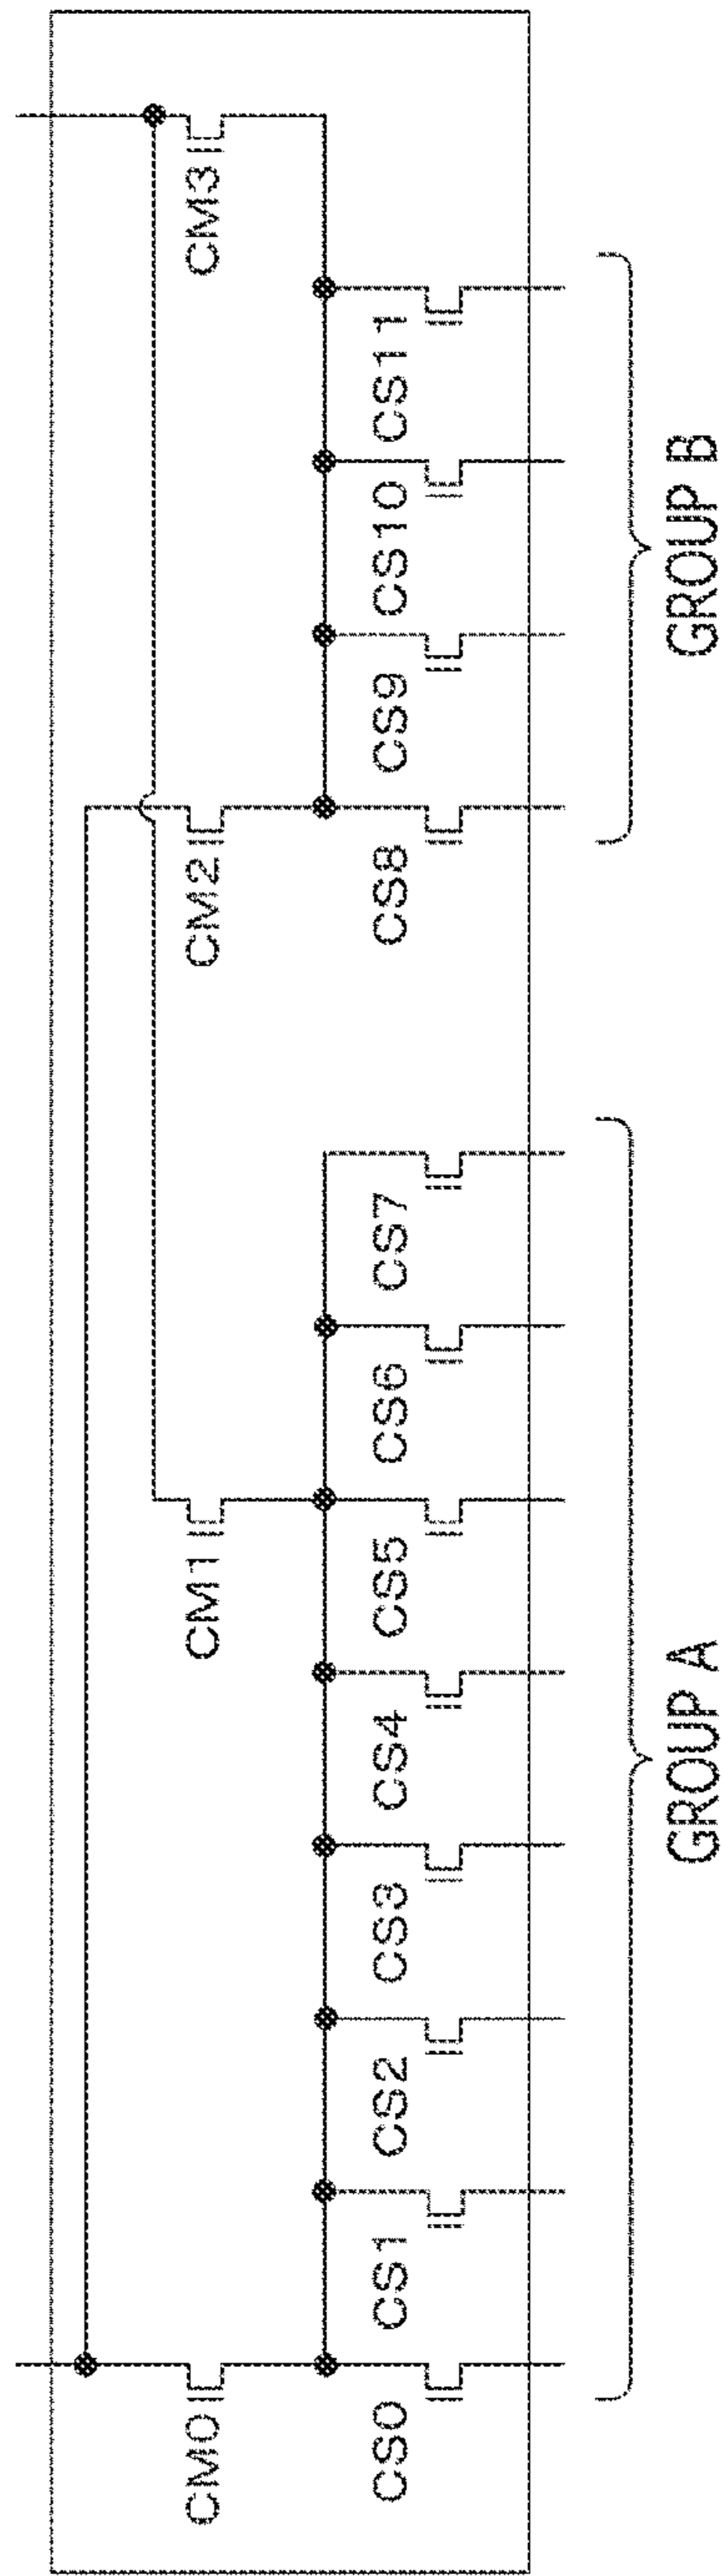 CM0
CM1
CM2
CM3
CS0
CS1
CS2
CS3
CS4
CS5
CS6
CS7
CS8
CS9
CS10
CS11
GROUP A
GROUP B